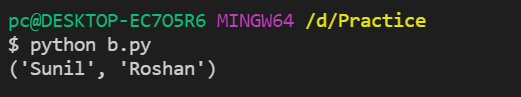 pc@DESKTOP-EC7O5R6 MINGW64 /d/Practice
$ python b.py
('Sunil', 'Roshan')